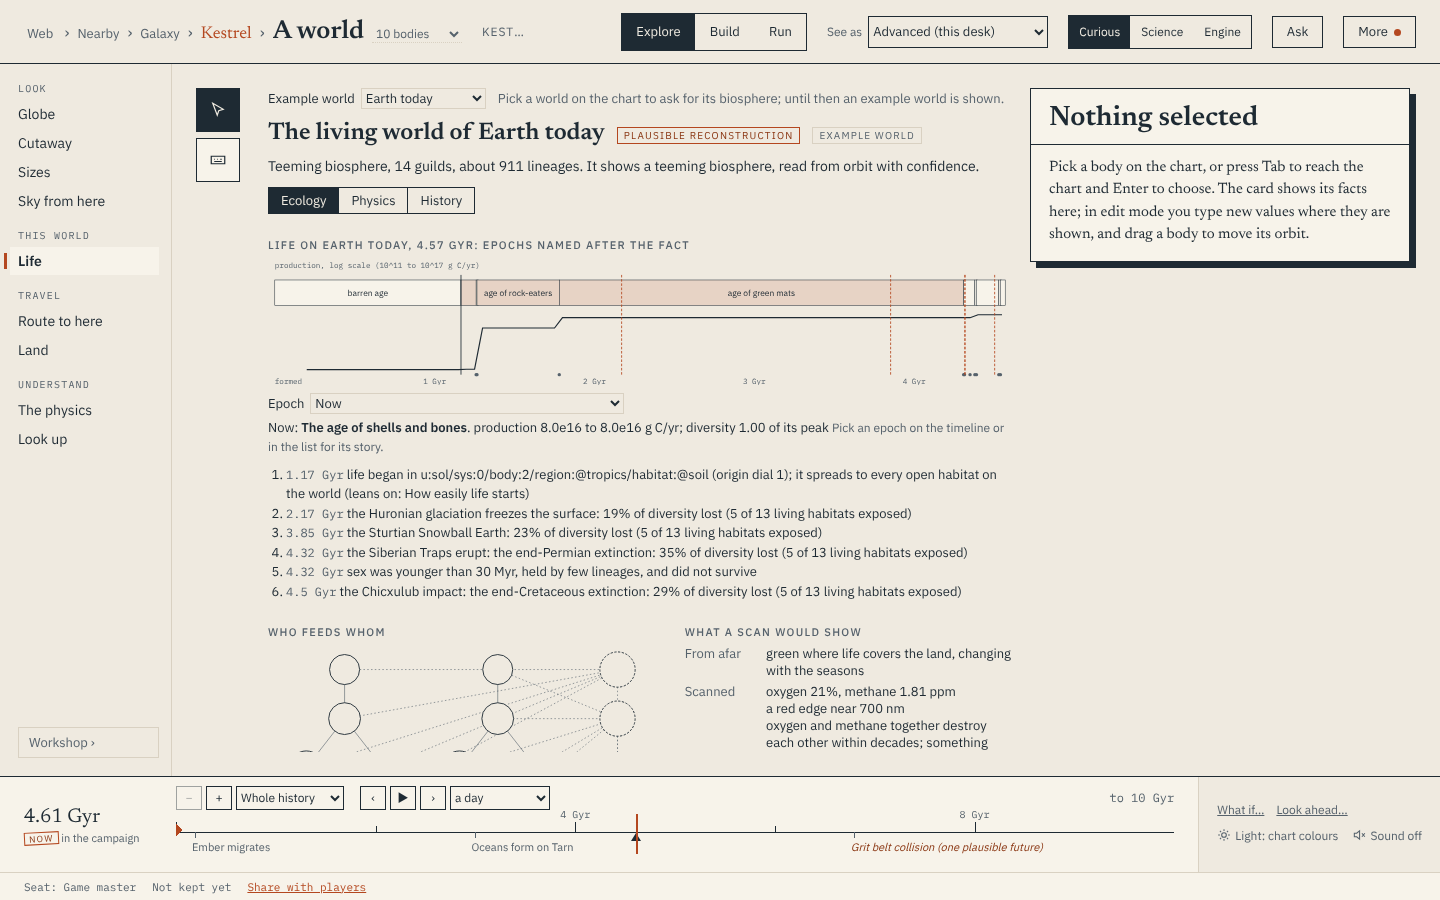 Web › Nearby › Galaxy › Kestrel › A world 10 bodies KEST…
Explore Build Run See as Advanced (this desk) Curious Science Engine Ask More
LOOK
Globe
Cutaway
Sizes
Sky from here
THIS WORLD
Life
TRAVEL
Route to here
Land
UNDERSTAND
The physics
Look up
Workshop ›
Example world Earth today Pick a world on the chart to ask for its biosphere; until then an example world is shown.
The living world of Earth today PLAUSIBLE RECONSTRUCTION EXAMPLE WORLD
Teeming biosphere, 14 guilds, about 911 lineages. It shows a teeming biosphere, read from orbit with confidence.
Ecology Physics History
LIFE ON EARTH TODAY, 4.57 GYR: EPOCHS NAMED AFTER THE FACT
production, log scale (10^11 to 10^17 g C/yr)
barren age age of rock-eaters age of green mats
formed 1 Gyr 2 Gyr 3 Gyr 4 Gyr
Epoch Now
Now: The age of shells and bones. production 8.0e16 to 8.0e16 g C/yr; diversity 1.00 of its peak Pick an epoch on the timeline or
in the list for its story.
1. 1.17 Gyr life began in u:sol/sys:0/body:2/region:@tropics/habitat:@soil (origin dial 1); it spreads to every open habitat on
the world (leans on: How easily life starts)
2. 2.17 Gyr the Huronian glaciation freezes the surface: 19% of diversity lost (5 of 13 living habitats exposed)
3. 3.85 Gyr the Sturtian Snowball Earth: 23% of diversity lost (5 of 13 living habitats exposed)
4. 4.32 Gyr the Siberian Traps erupt: the end-Permian extinction: 35% of diversity lost (5 of 13 living habitats exposed)
5. 4.32 Gyr sex was younger than 30 Myr, held by few lineages, and did not survive
6. 4.5 Gyr the Chicxulub impact: the end-Cretaceous extinction: 29% of diversity lost (5 of 13 living habitats exposed)
WHO FEEDS WHOM
WHAT A SCAN WOULD SHOW
From afar green where life covers the land, changing
with the seasons
Scanned oxygen 21%, methane 1.81 ppm
a red edge near 700 nm
oxygen and methane together destroy
each other within decades; something
Nothing selected
Pick a body on the chart, or press Tab to reach the
chart and Enter to choose. The card shows its facts
here; in edit mode you type new values where they are
shown, and drag a body to move its orbit.
4.61 Gyr
NOW in the campaign
− + Whole history ‹ ▶ › a day to 10 Gyr
4 Gyr 8 Gyr
Ember migrates Oceans form on Tarn Grit belt collision (one plausible future)
What if… Look ahead…
Light: chart colours Sound off
Seat: Game master Not kept yet Share with players